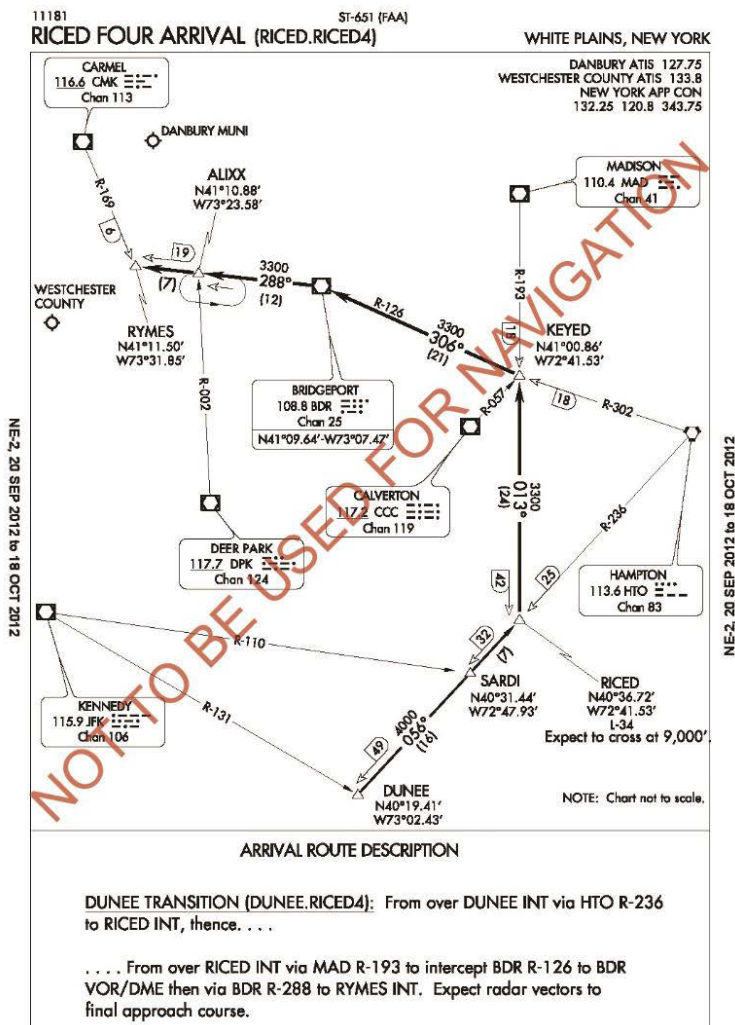 11181
ST-651 (FAA)
RICED FOUR ARRIVAL (RICED.RICED4)
WHITE PLAINS, NEW YORK
DANBURY ATIS 127.75
WESTCHESTER COUNTY ATIS 133.8
NEW YORK APP CON
132.25 120.8 343.75
CARMEL
116.6 CMK
Chan 113
DANBURY MUNI
ALIXX
N41°10.88'
W73°23.58'
MADISON
110.4 MAD
Chan 41
R-169
6
19
3300
288°
(12)
(7)
WESTCHESTER
COUNTY
RYMES
N41°11.50'
W73°31.85'
R-126
3300
306°
(21)
R-193
18
KEYED
N41°00.86'
W72°41.53'
BRIDGEPORT
108.8 BDR
Chan 25
N41°09.64'-W73°07.47'
R-002
R-057
18
R-302
CALVERTON
117.2 CCC
Chan 119
3300
013°
(24)
R-236
DEER PARK
117.7 DPK
Chan 124
HAMPTON
113.6 HTO
Chan 83
42
25
R-110
32
(7)
KENNEDY
115.9 JFK
Chan 106
R-131
SARDI
N40°31.44'
W72°47.93'
RICED
N40°36.72'
W72°41.53'
L-34
Expect to cross at 9,000'.
49
4000
056°
(16)
DUNEE
N40°19.41'
W73°02.43'
NOTE: Chart not to scale.
NOT TO BE USED FOR NAVIGATION
NE-2, 20 SEP 2012 to 18 OCT 2012
NE-2, 20 SEP 2012 to 18 OCT 2012
ARRIVAL ROUTE DESCRIPTION
DUNEE TRANSITION (DUNEE.RICED4): From over DUNEE INT via HTO R-236
to RICED INT, thence. . . .
. . . . From over RICED INT via MAD R-193 to intercept BDR R-126 to BDR
VOR/DME then via BDR R-288 to RYMES INT. Expect radar vectors to
final approach course.